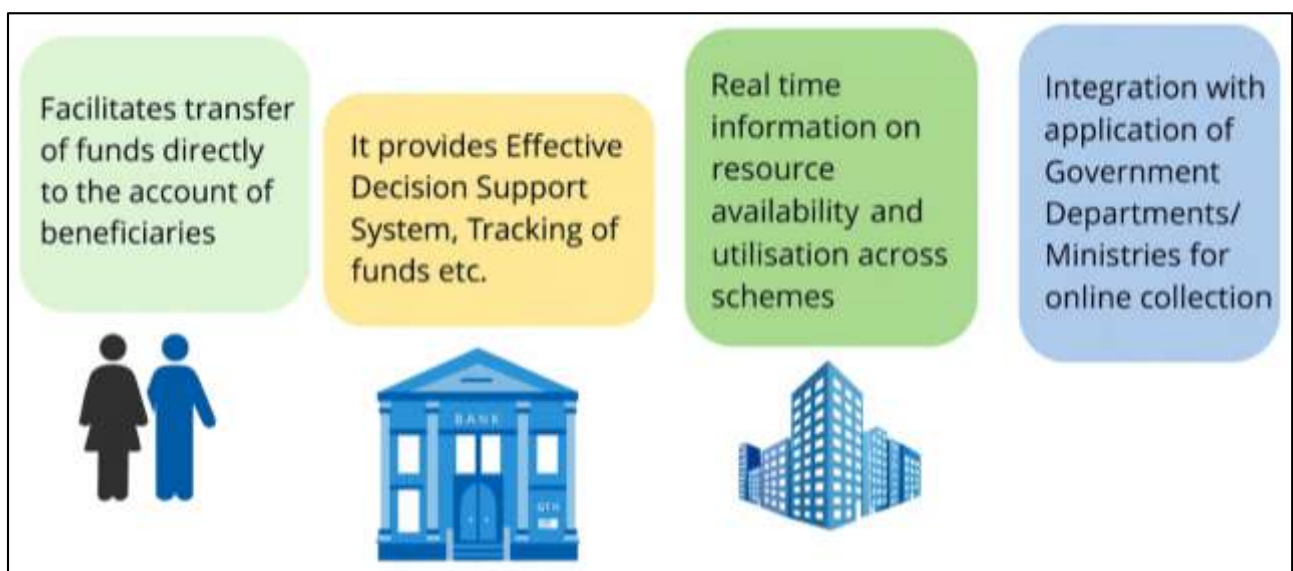 Facilitates transfer
of funds directly
to the account of
beneficiaries
It provides Effective
Decision Support
System, Tracking of
funds etc.
Real time
information on
resource
availability and
utilisation across
schemes
Integration with
application of
Government
Departments/
Ministries for
online collection
BANK